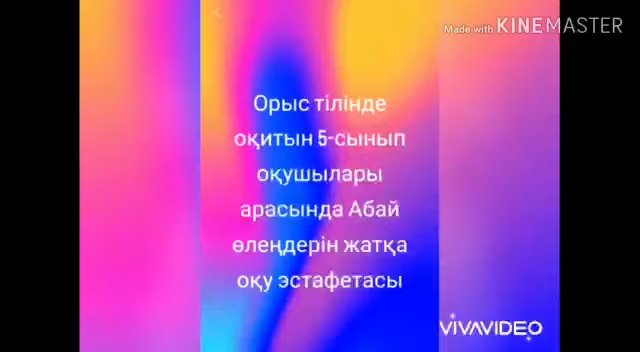 Made with KINEMASTER
Орыс тілінде
оқитын 5-сынып
оқушылары
арасында Абай
өлеңдерін жатқа
оқу эстафетасы
VIVAVIDEO